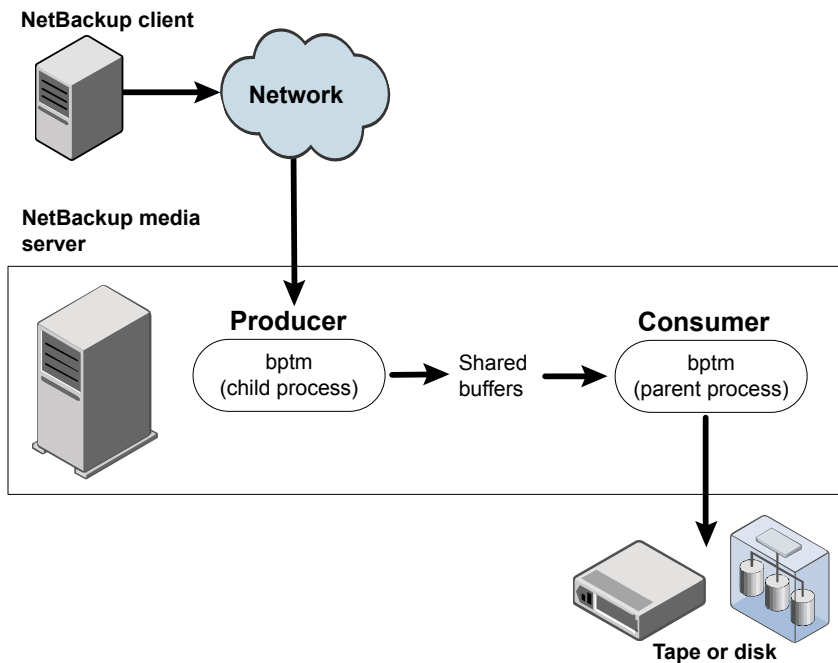 NetBackup client
Network
NetBackup media
server
Producer
bptm
(child process)
Shared
buffers
Consumer
bptm
(parent process)
Tape or disk